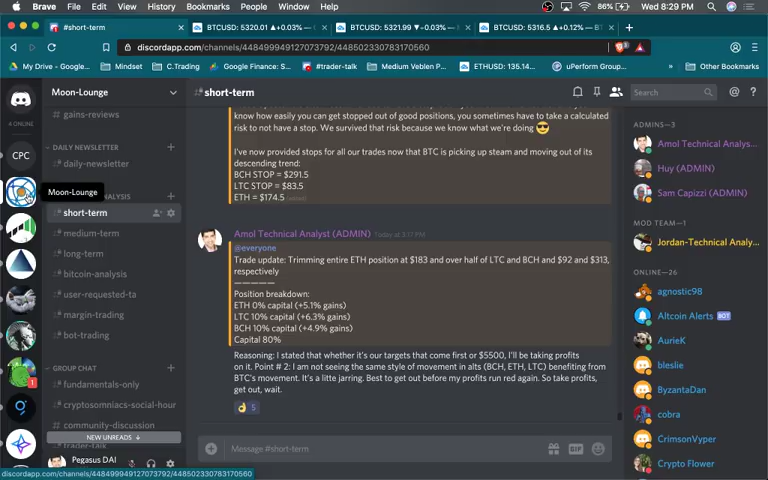 Brave File Edit View History Bookmarks People Window Help
86% Wed 8:29 PM
#short-term
BTCUSD: 5320.01 ▲+0.03% —
BTCUSD: 5321.99 ▼−0.03% —
BTCUSD: 5316.5 ▲+0.12% —
discordapp.com/channels/448499949127073792/448502330783170560
My Drive - Google... Mindset C.Trading Google Finance: S... #trader-talk Medium Veblen P... ETHUSD: 135.14... uPerform Group... » Other Bookmarks
Moon-Lounge
#short-term
Search
4 ONLINE
# gains-reviews
DAILY NEWSLETTER
daily-newsletter
CPC
Moon-Lounge
ANALYSIS
short-term
medium-term
long-term
bitcoin-analysis
user-requested-ta
margin-trading
bot-trading
GROUP CHAT
fundamentals-only
cryptosomniacs-social-hour
community-discussion
NEW UNREADS ↓
1
Pegasus DAI
know how easily you can get stopped out of good positions, you sometimes have to take a calculated
risk to not have a stop. We survived that risk because we know what we're doing 😎
I've now provided stops for all our trades now that BTC is picking up steam and moving out of its
descending trend:
BCH STOP = $291.5
LTC STOP = $83.5
ETH = $174.5 (edited)
Amol Technical Analyst (ADMIN) Today at 3:17 PM
@everyone
Trade update: Trimming entire ETH position at $183 and over half of LTC and BCH and $92 and $313,
respectively
——————
Position breakdown:
ETH 0% capital (+5.1% gains)
LTC 10% capital (+6.3% gains)
BCH 10% capital (+4.9% gains)
Capital 80%
Reasoning: I stated that whether it's our targets that come first or $5500, I'll be taking profits
on it. Point # 2: I am not seeing the same style of movement in alts (BCH, ETH, LTC) benefiting from
BTC's movement. It's a little jarring. Best to get out before my profits run red again. So take profits,
get out, wait.
👌 5
Message #short-term
GIF
ADMINS—3
Amol Technical Analys...
Huy (ADMIN)
Sam Capizzi (ADMIN)
MOD TEAM—1
Jordan-Technical Analy...
ONLINE—26
agnostic98
Altcoin Alerts BOT
AurieK
bleslie
ByzantaDan
cobra
CrimsonVyper
Crypto Flower
discordapp.com/channels/448499949127073792/448502330783170560